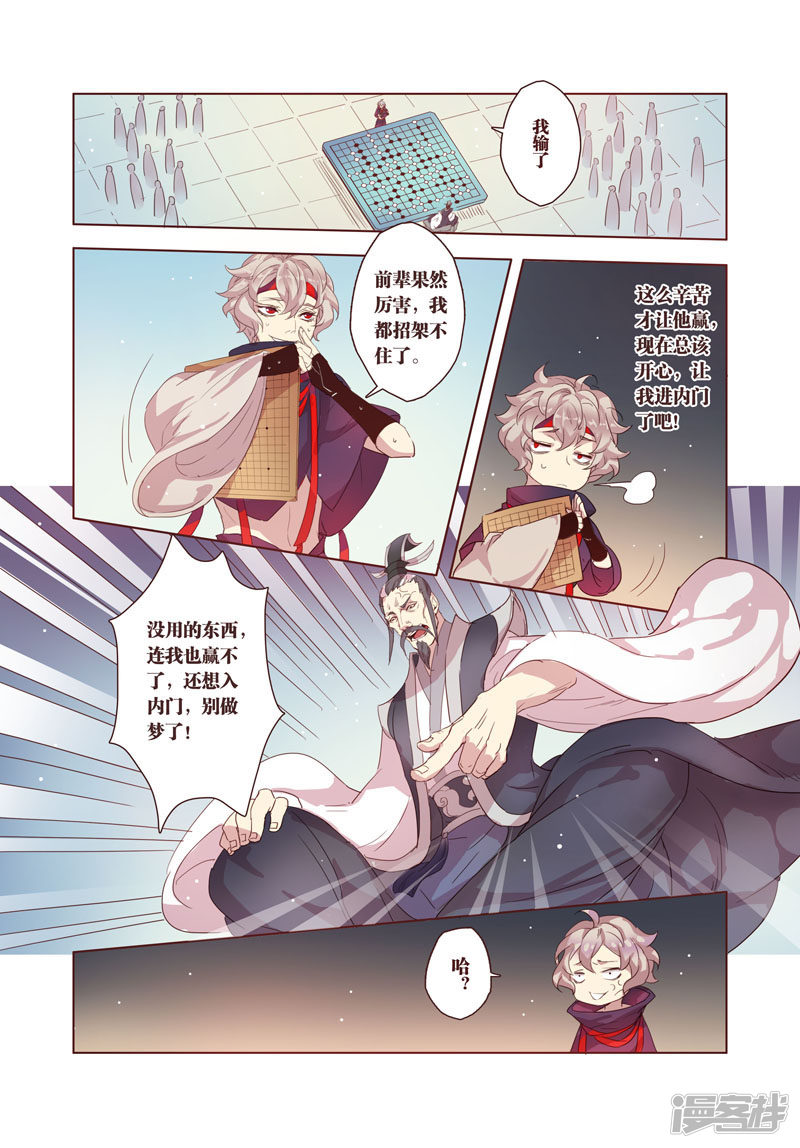 我
输
了
前辈果然
厉害，我
都招架不
住了。
这么辛苦
才让他赢，
现在总该
开心，让
我进内门
了吧！
没用的东西，
连我也赢不
了，还想入
内门，别做
梦了！
哈？
漫客栈